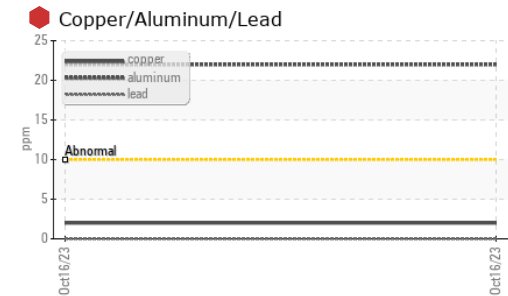 Copper/Aluminum/Lead
25
20
15
10
5
0
ppm
copper
aluminum
lead
Abnormal
Oct16/23
Oct16/23